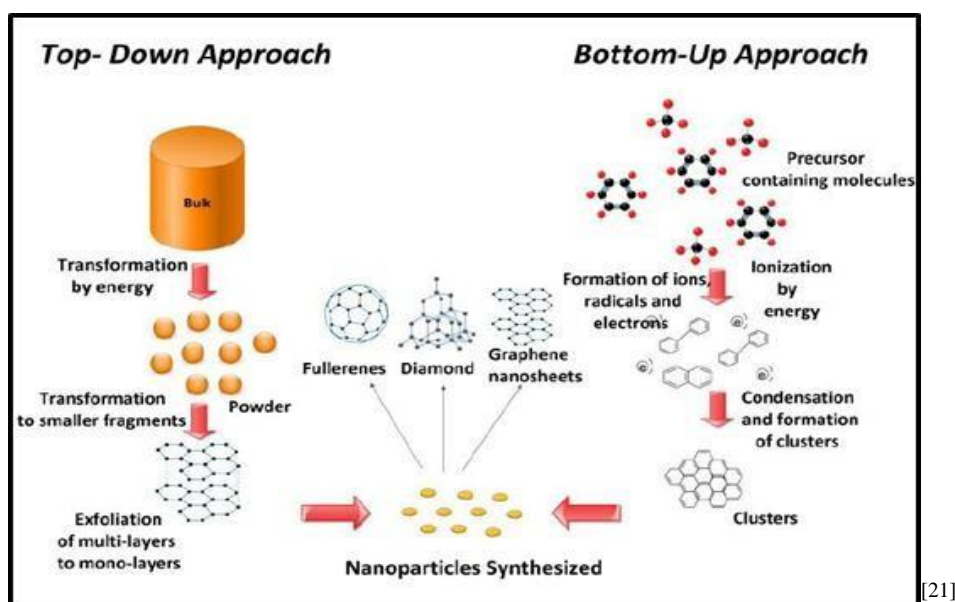 Top- Down Approach
Bottom-Up Approach
Bulk
Transformation
by energy
Powder
Transformation
to smaller fragments
Exfoliation
of multi-layers
to mono-layers
Fullerenes
Diamond
Graphene
nanosheets
Nanoparticles Synthesized
Precursor
containing molecules
Formation of ions,
radicals and
electrons
Ionization
by
energy
Condensation
and formation
of clusters
Clusters
[21]